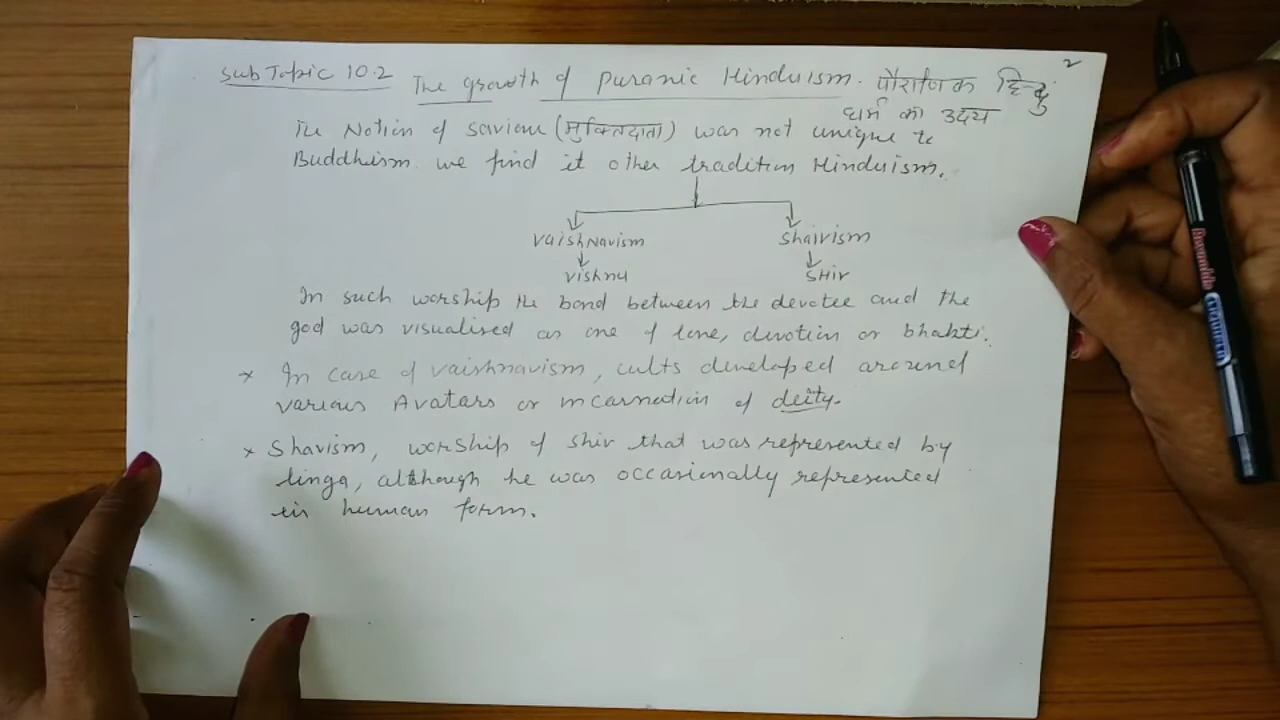 2
Sub Topic 10.2 The growth of Puranic Hinduism. पौराणिक हिन्दु
धर्म का उदय
The Notion of saviour (मुक्तिदाता) was not unique to
Buddhism. we find it other tradition Hinduism.
Vaishnavism Shaivism
Vishnu SHiv
In such worship the bond between the devotee and the
god was visualised as one of love, devotion or bhakti.
* In case of vaishnavism, cults developed around
various Avatars or incarnation of deity.
* Shavism, worship of shiv that was represented by
linga, although he was occasionally represented
in human form.